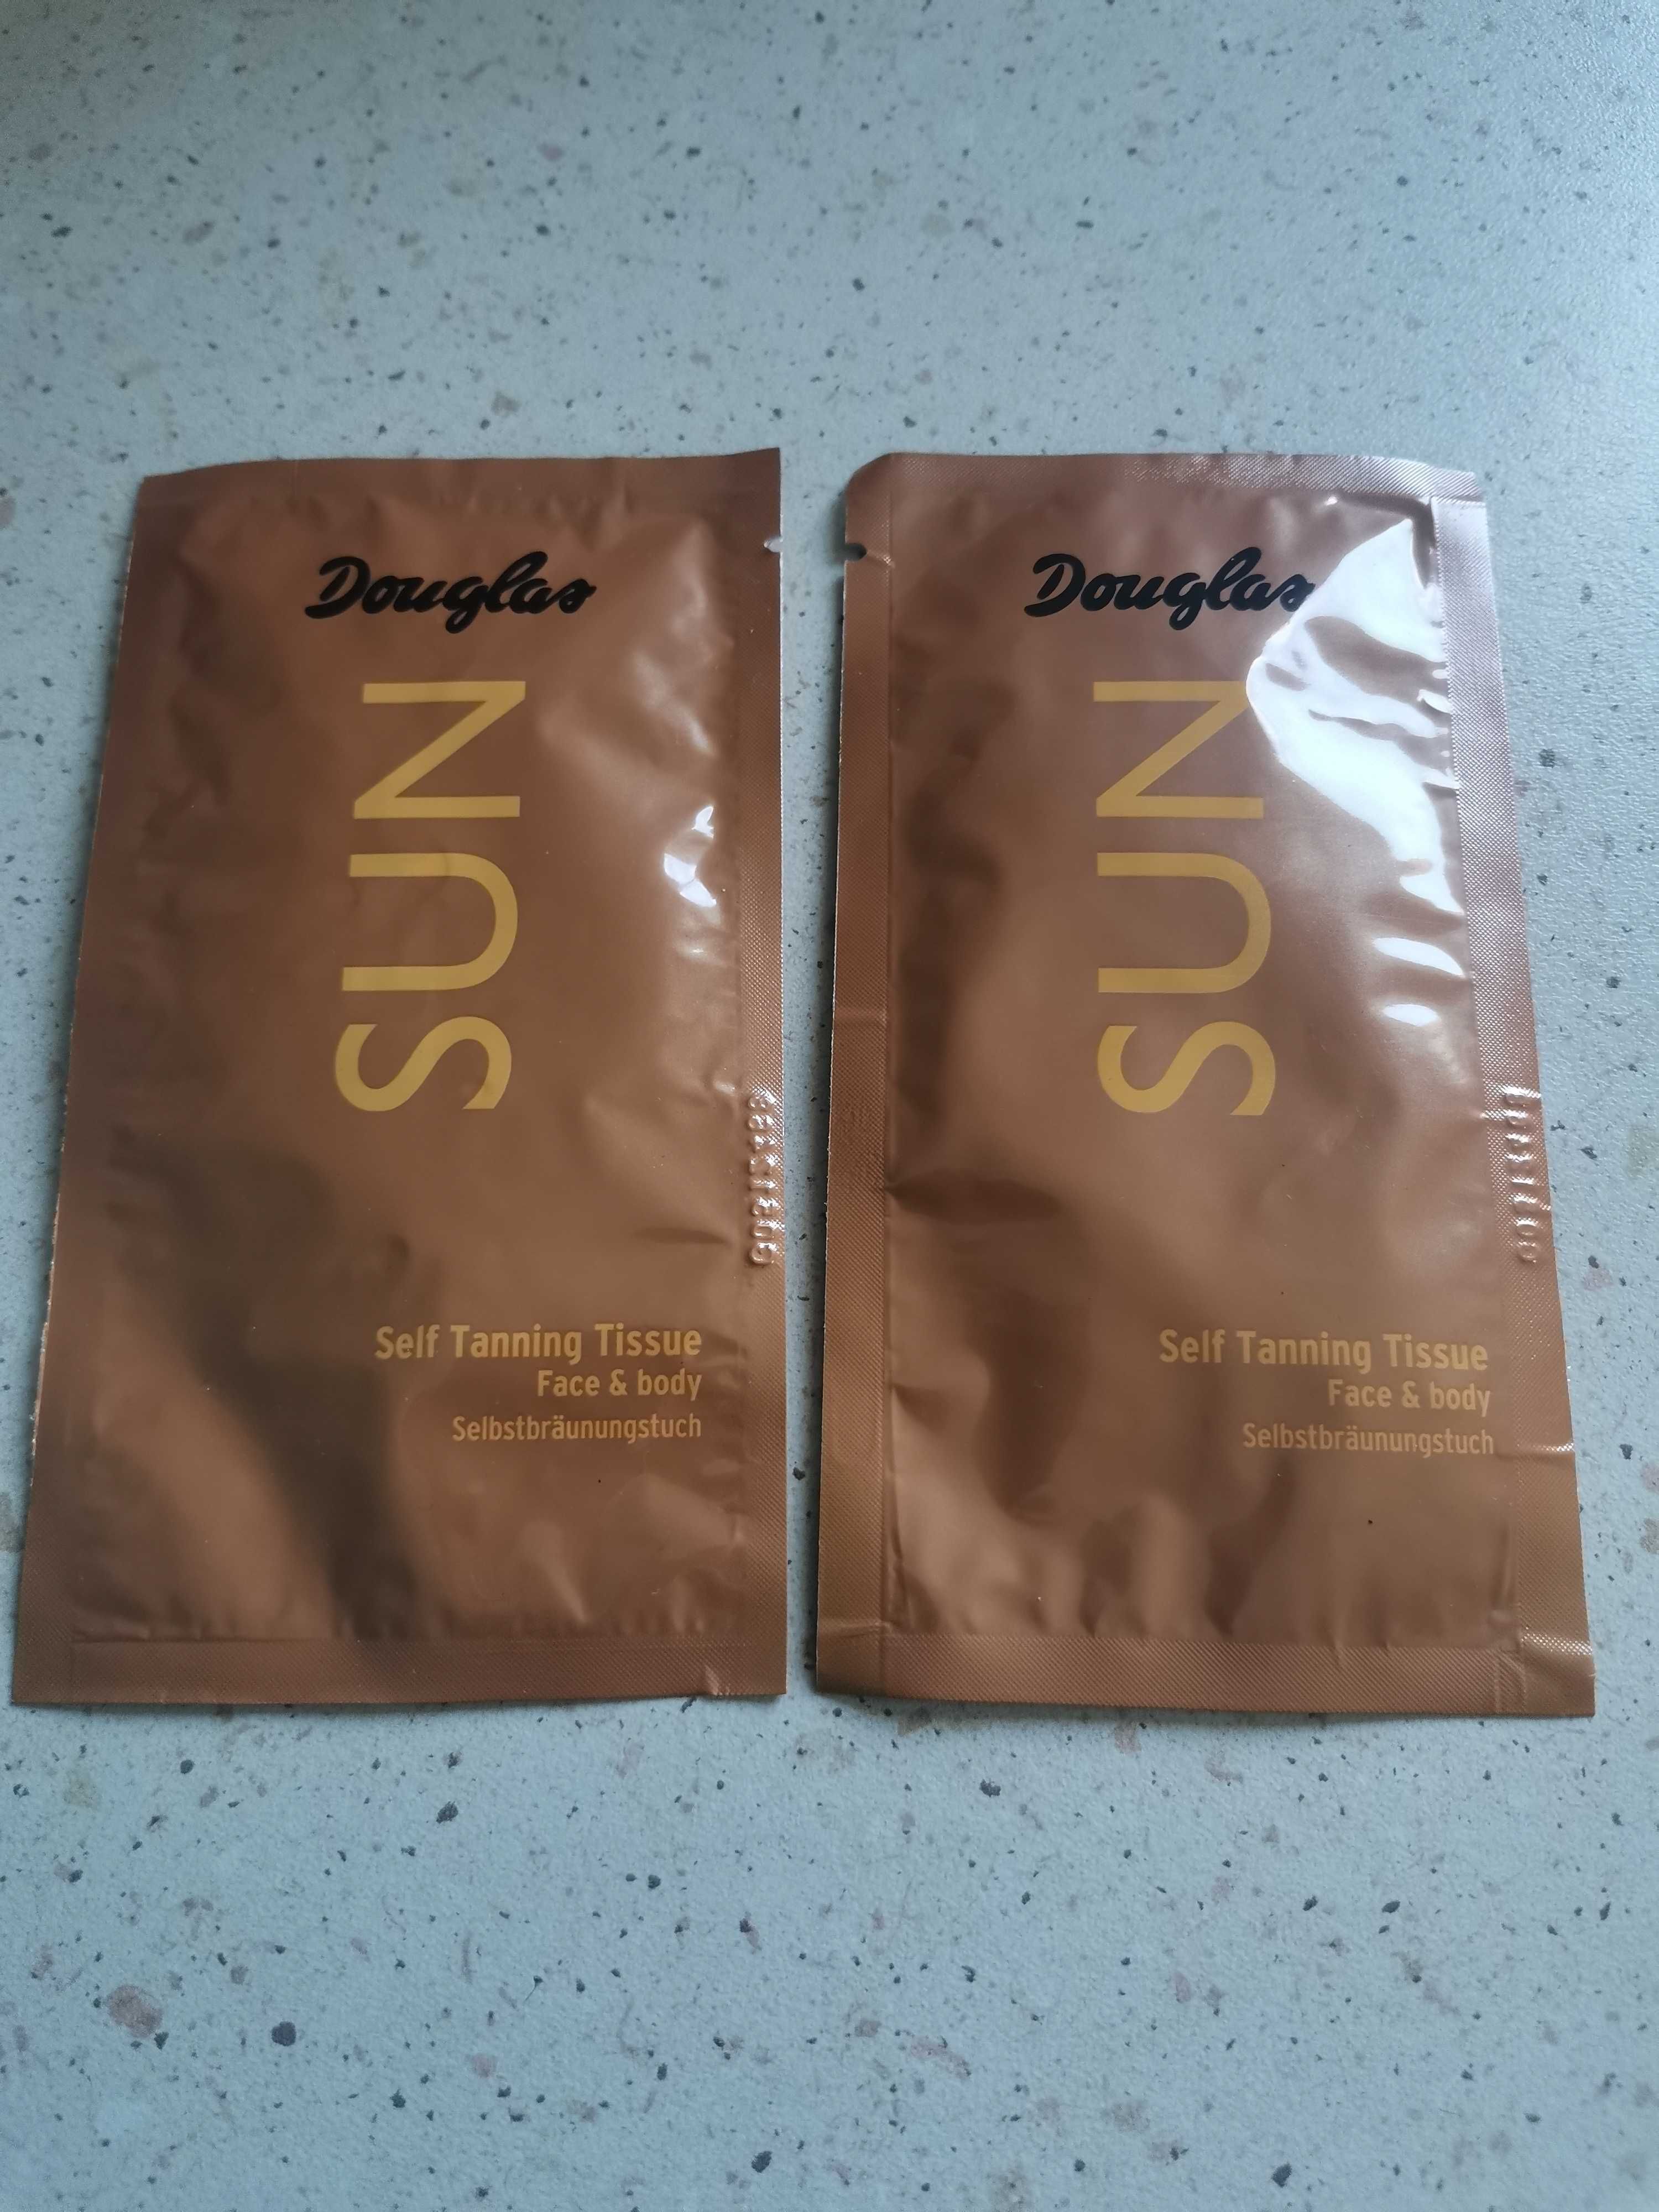 Douglas
SUN
Self Tanning Tissue
Face & body
Selbstbräunungstuch
Douglas
SUN
Self Tanning Tissue
Face & body
Selbstbräunungstuch